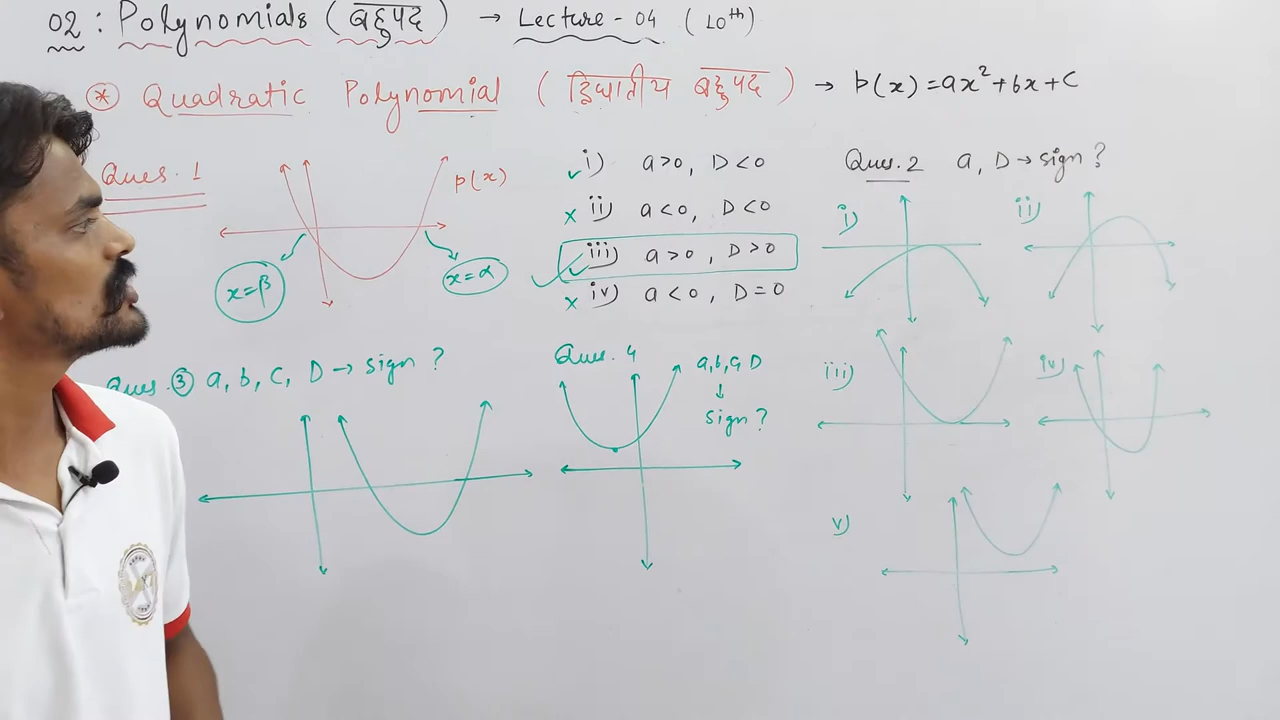 02 : Polynomials (बहुपद) → Lecture - 04 (10th)
* Quadratic Polynomial (द्विघातीय बहुपद) → p(x) = ax² + bx + c
Ques. 1
p(x)
x=β
x=α
✓ i) a>0, D<0
× ii) a<0, D<0
✓ iii) a>0, D>0
× iv) a<0, D=0
Ques. 2 a, D → sign ?
i)
ii)
iii)
iv)
v)
Ques. ③ a, b, c, D → sign ?
Ques. 4
a,b,c, D
↓
sign ?